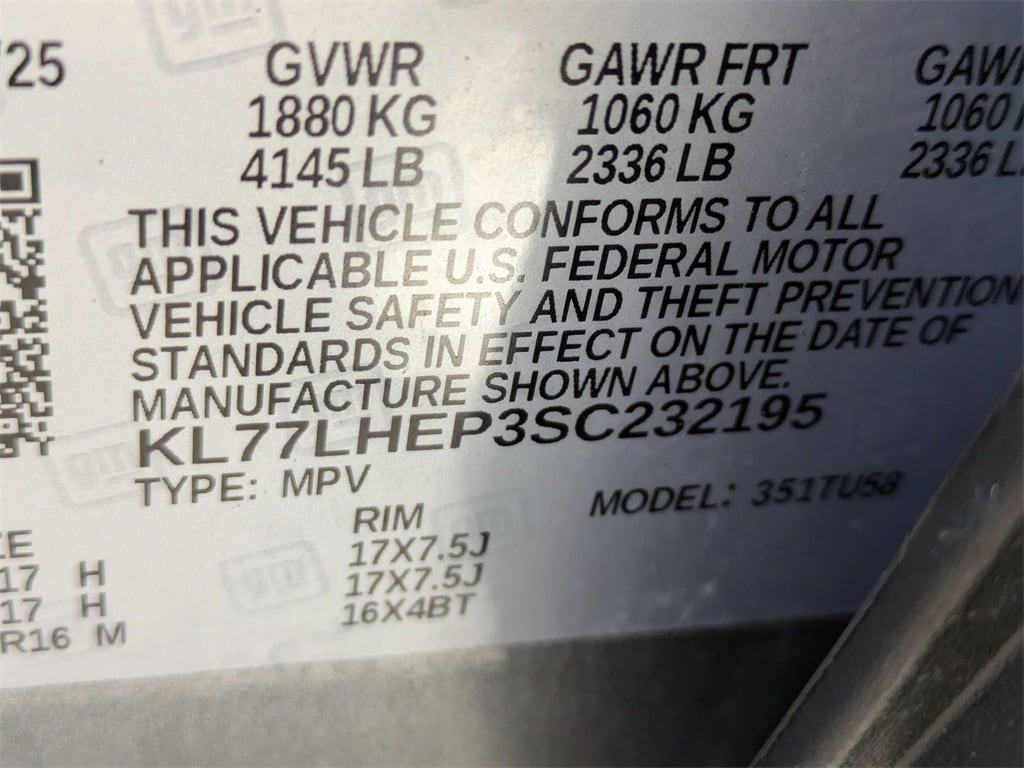 /25 GVWR GAWR FRT GAWR
1880 KG 1060 KG 1060
4145 LB 2336 LB 2336 L
THIS VEHICLE CONFORMS TO ALL
APPLICABLE U.S. FEDERAL MOTOR
VEHICLE SAFETY AND THEFT PREVENTION
STANDARDS IN EFFECT ON THE DATE OF
MANUFACTURE SHOWN ABOVE.
KL77LHEP3SC232195
TYPE: MPV MODEL: 351TU58
ZE RIM
17 H 17X7.5J
17 H 17X7.5J
R16 M 16X4BT